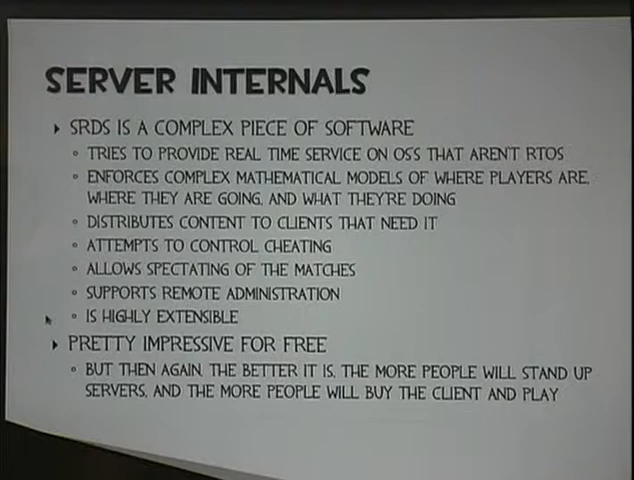 SERVER INTERNALS
SRDS IS A COMPLEX PIECE OF SOFTWARE
TRIES TO PROVIDE REAL TIME SERVICE ON OS'S THAT AREN'T RTOS
ENFORCES COMPLEX MATHEMATICAL MODELS OF WHERE PLAYERS ARE,
WHERE THEY ARE GOING, AND WHAT THEY'RE DOING
DISTRIBUTES CONTENT TO CLIENTS THAT NEED IT
ATTEMPTS TO CONTROL CHEATING
ALLOWS SPECTATING OF THE MATCHES
SUPPORTS REMOTE ADMINISTRATION
IS HIGHLY EXTENSIBLE
PRETTY IMPRESSIVE FOR FREE
BUT THEN AGAIN, THE BETTER IT IS, THE MORE PEOPLE WILL STAND UP
SERVERS, AND THE MORE PEOPLE WILL BUY THE CLIENT AND PLAY